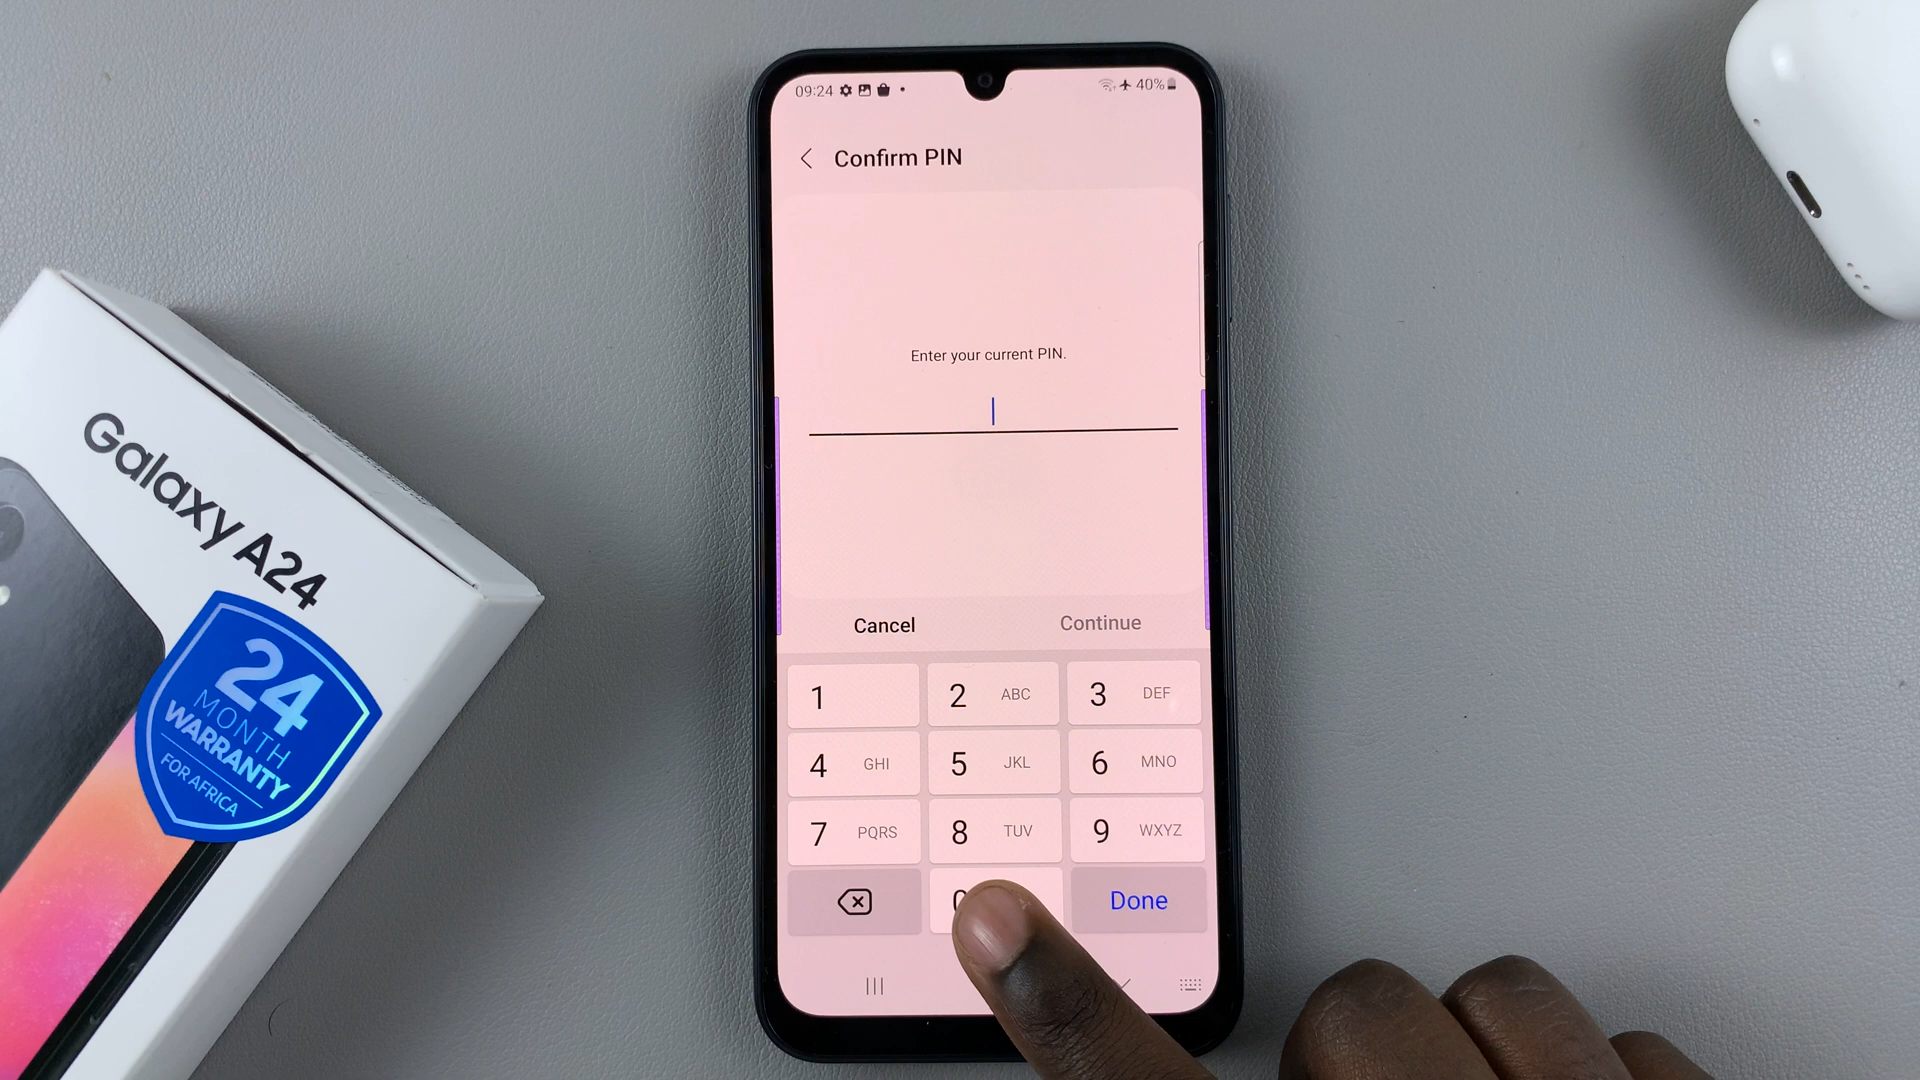 09:24
40%
Confirm PIN
Enter your current PIN.
Cancel
Continue
1
2 ABC
3 DEF
4 GHI
5 JKL
6 MNO
7 PQRS
8 TUV
9 WXYZ
0
Done
Galaxy A24
24
MONTH
WARRANTY
FOR AFRICA